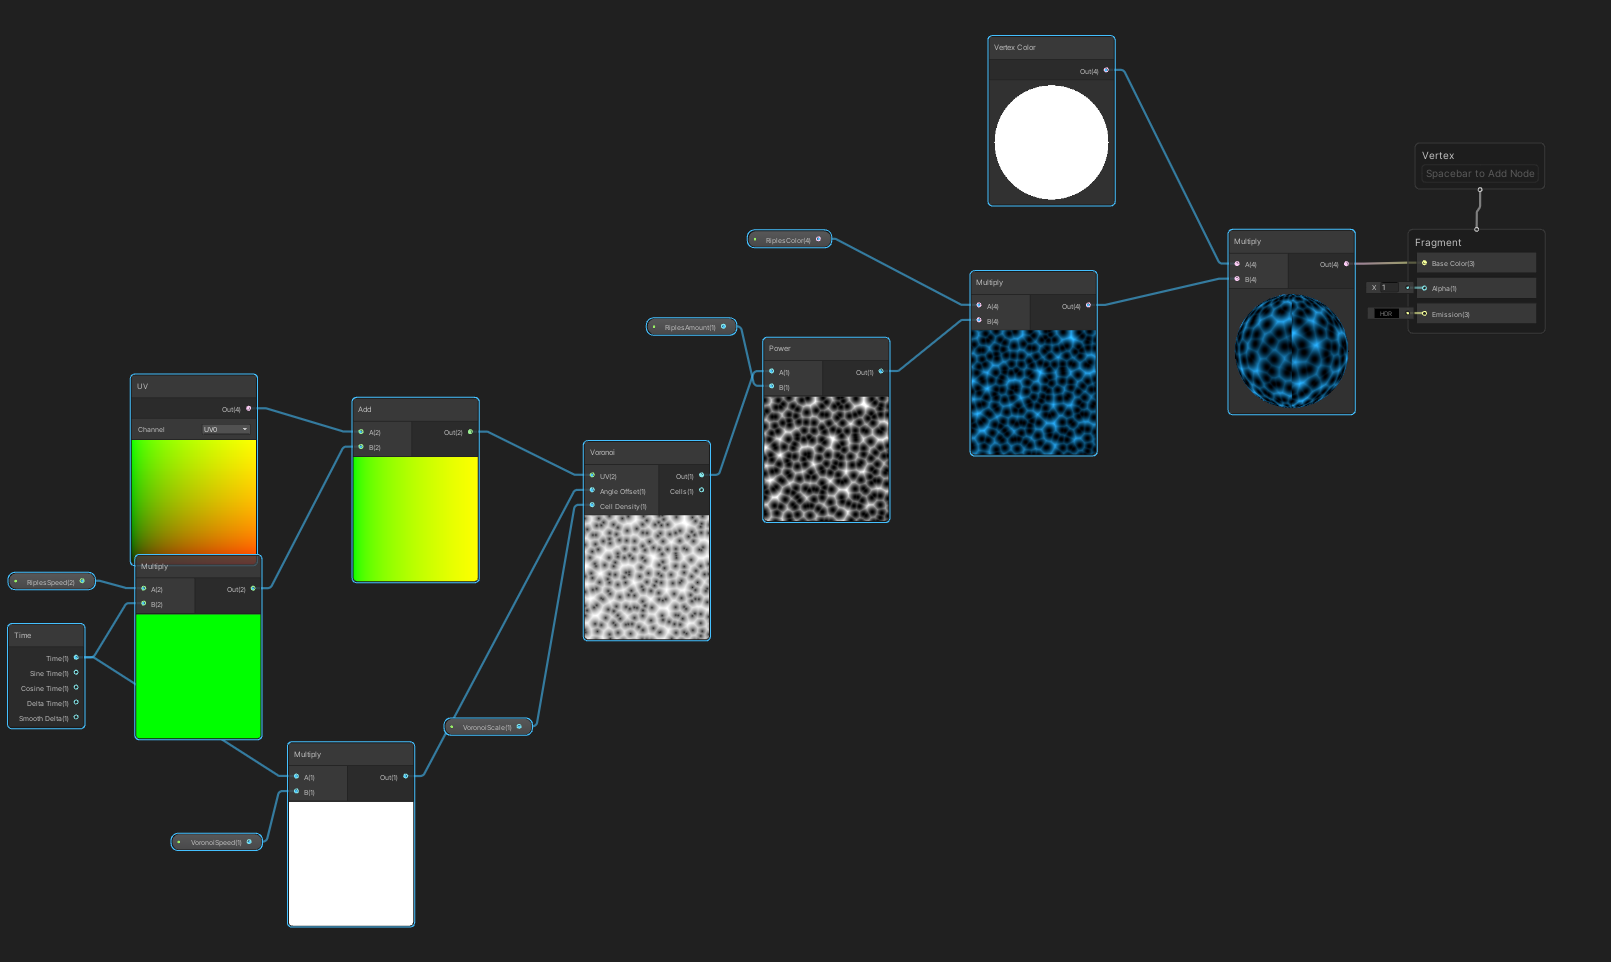 Vertex Color
Out(4)
Vertex
Spacebar to Add Node
RiplesColor(4)
Multiply
A(4)
Out(4)
B(4)
Fragment
Base Color(3)
X 1
Alpha(1)
HDR
Emission(3)
Multiply
A(4)
Out(4)
B(4)
RiplesAmount(1)
Power
A(1)
Out(1)
B(1)
UV
Out(4)
Channel
UV0
Add
A(2)
Out(2)
B(2)
Voronoi
UV(2)
Out(1)
Angle Offset(1)
Cells(1)
Cell Density(1)
RiplesSpeed(2)
Multiply
A(2)
Out(2)
B(2)
Time
Time(1)
Sine Time(1)
Cosine Time(1)
Delta Time(1)
Smooth Delta(1)
VoronoiScale(1)
Multiply
A(1)
Out(1)
B(1)
VoronoiSpeed(1)